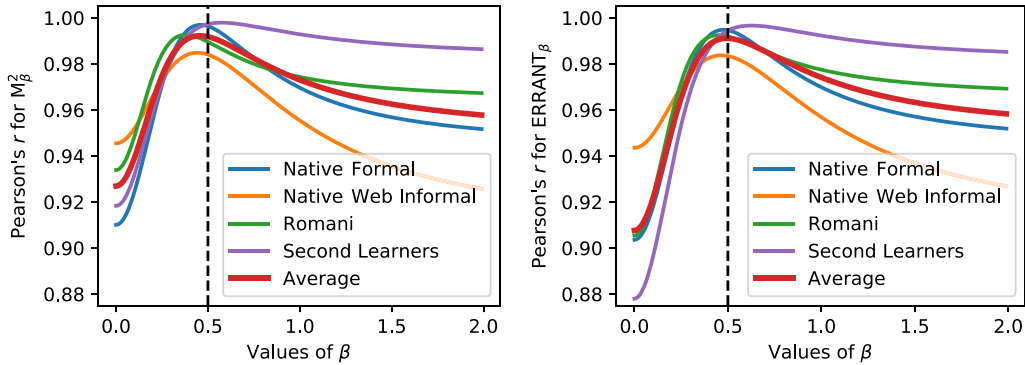 1.00
0.98
0.96
0.94
0.92
0.90
0.88
Pearson's r for M²β
Native Formal
Native Web Informal
Romani
Second Learners
Average
0.0 0.5 1.0 1.5 2.0
Values of β
1.00
0.98
0.96
0.94
0.92
0.90
0.88
Pearson's r for ERRANTβ
Native Formal
Native Web Informal
Romani
Second Learners
Average
0.0 0.5 1.0 1.5 2.0
Values of β